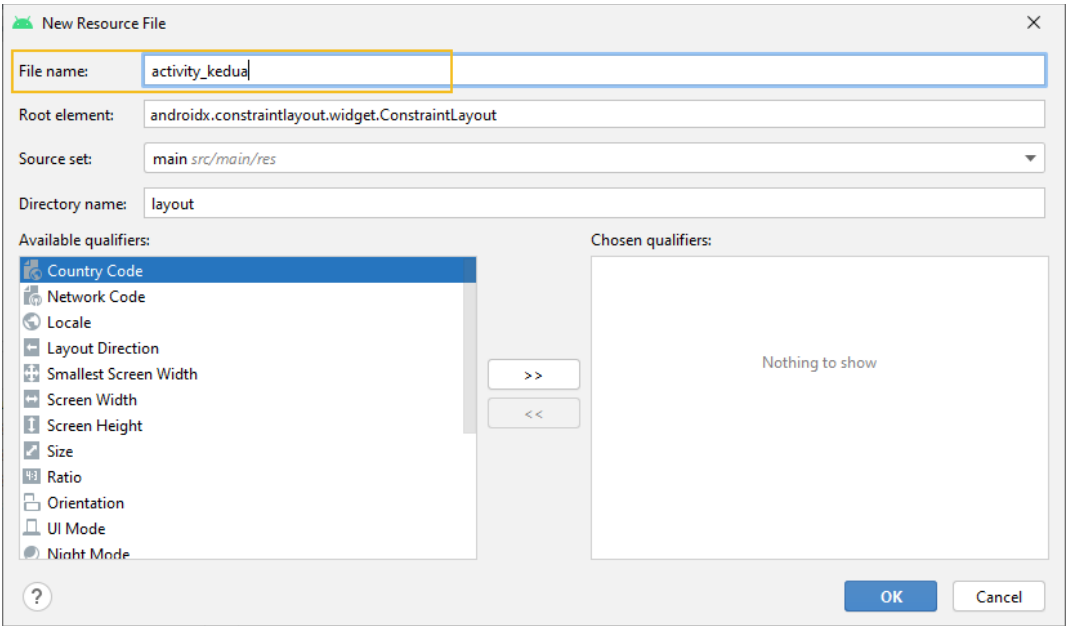 New Resource File
File name: activity_kedua
Root element: androidx.constraintlayout.widget.ConstraintLayout
Source set: main src/main/res
Directory name: layout
Available qualifiers:
Chosen qualifiers:
Country Code
Network Code
Locale
Layout Direction
Smallest Screen Width
Screen Width
Screen Height
Size
Ratio
Orientation
UI Mode
Night Mode
>>
<<
Nothing to show
?
OK
Cancel